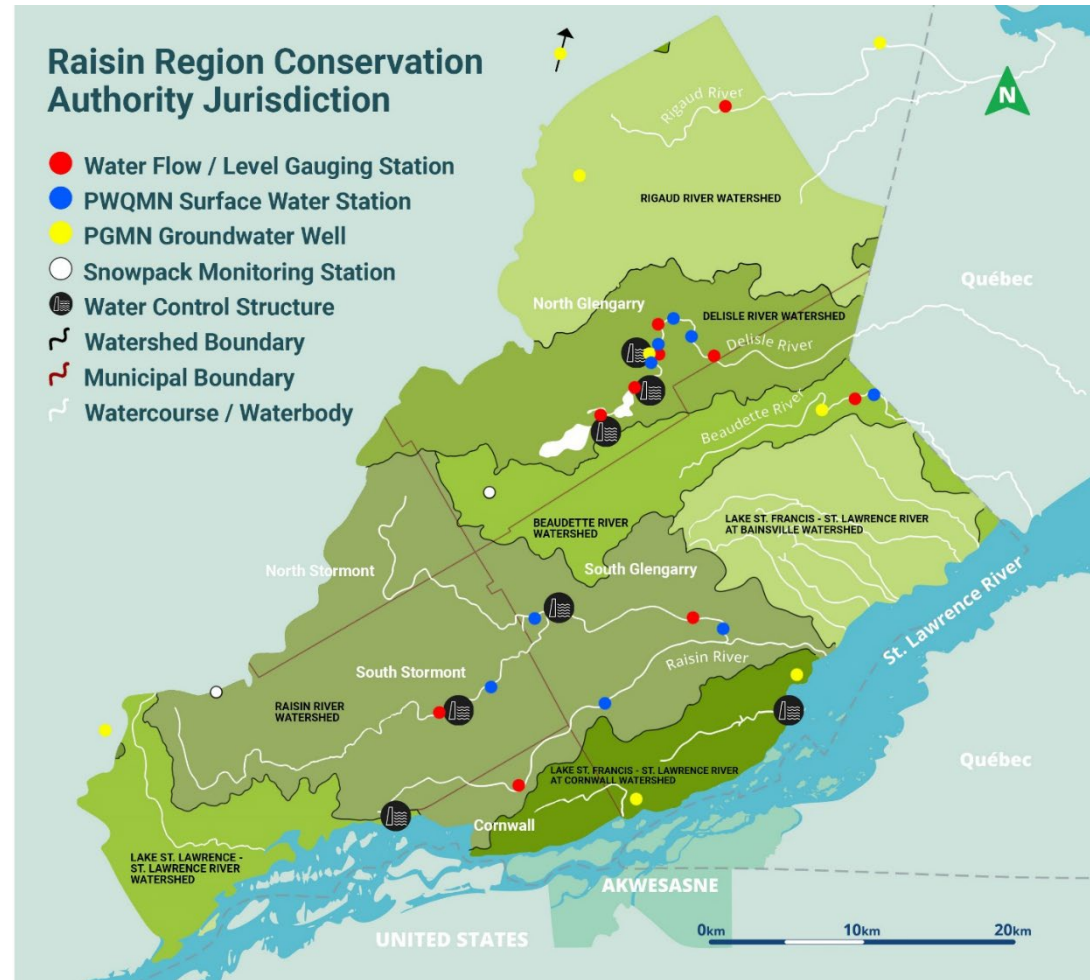 Raisin Region Conservation
Authority Jurisdiction
Water Flow / Level Gauging Station
PWQMN Surface Water Station
PGMN Groundwater Well
Snowpack Monitoring Station
Water Control Structure
Watershed Boundary
Municipal Boundary
Watercourse / Waterbody
N
Rigaud River
RIGAUD RIVER WATERSHED
Québec
North Glengarry
DELISLE RIVER WATERSHED
Delisle River
Beaudette River
BEAUDETTE RIVER
WATERSHED
LAKE ST. FRANCIS - ST. LAWRENCE RIVER
AT BAINSVILLE WATERSHED
North Stormont
South Glengarry
St. Lawrence River
Raisin River
South Stormont
RAISIN RIVER
WATERSHED
Québec
LAKE ST. FRANCIS - ST. LAWRENCE RIVER
AT CORNWALL WATERSHED
Cornwall
LAKE ST. LAWRENCE -
ST. LAWRENCE RIVER
WATERSHED
AKWESASNE
UNITED STATES
0km
10km
20km